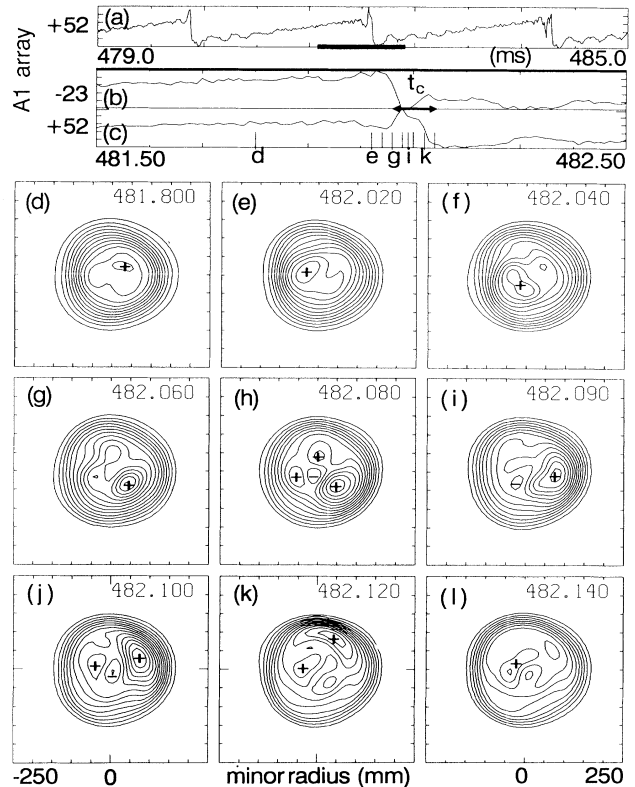 A1 array
(a)
+52
479.0 (ms) 485.0
-23 (b) tc
+52 (c)
481.50 d e g i k 482.50
(d) 481.800
(e) 482.020
(f) 482.040
(g) 482.060
(h) 482.080
(i) 482.090
(j) 482.100
(k) 482.120
(l) 482.140
-250 0 minor radius (mm) 0 250